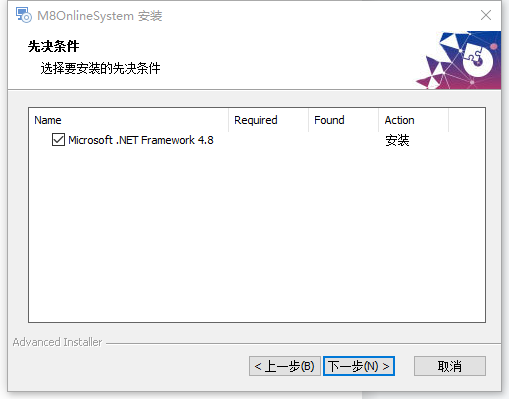 M8OnlineSystem 安装
先决条件
选择要安装的先决条件
Name Required Found Action
Microsoft .NET Framework 4.8 安装
Advanced Installer
< 上一步(B) 下一步(N) > 取消